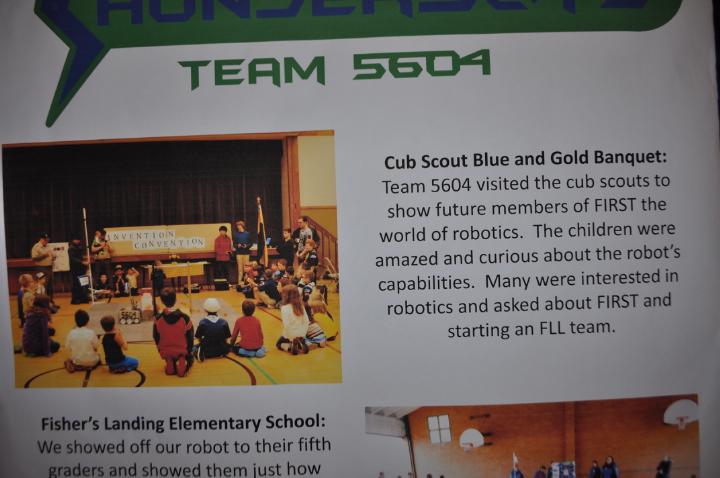 TEAM 5604
INVENTION
CONVENTION
Cub Scout Blue and Gold Banquet:
Team 5604 visited the cub scouts to
show future members of FIRST the
world of robotics. The children were
amazed and curious about the robot's
capabilities. Many were interested in
robotics and asked about FIRST and
starting an FLL team.
Fisher's Landing Elementary School:
We showed off our robot to their fifth
graders and showed them just how